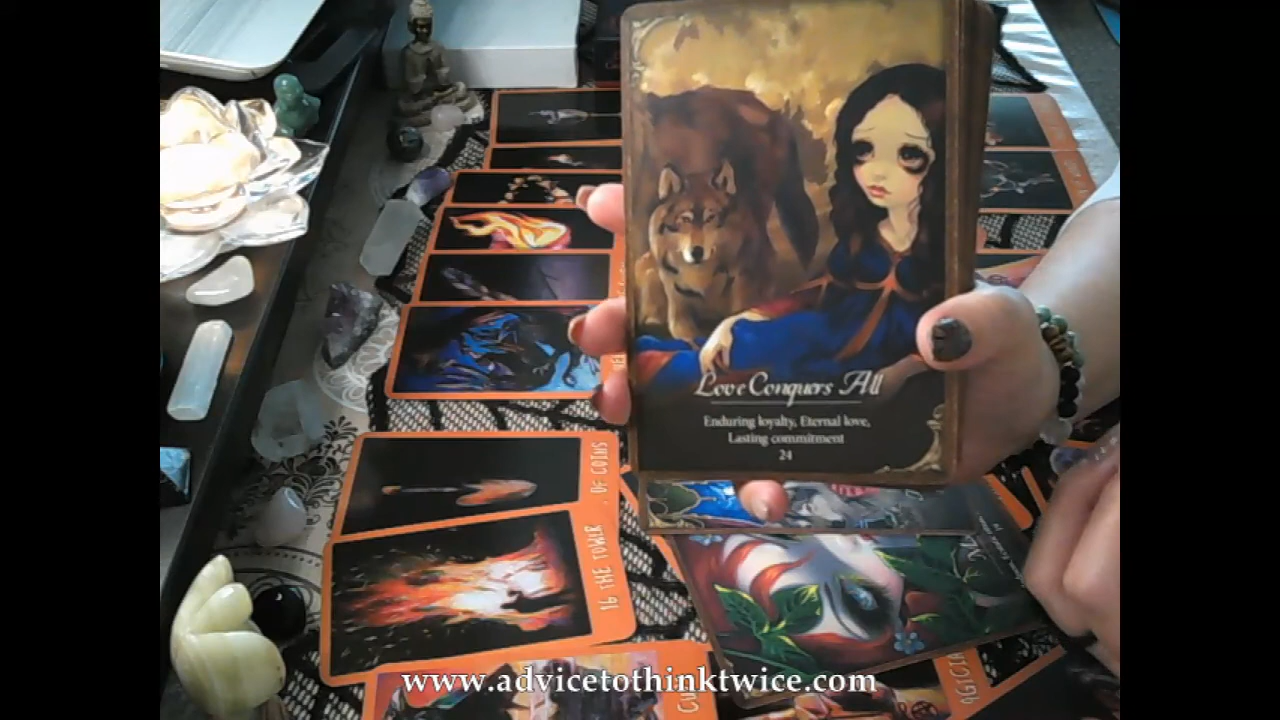 Love Conquers All
Enduring loyalty, Eternal love,
Lasting commitment
24
OF COINS
16 THE TOWER
www.advicetothinktwice.com